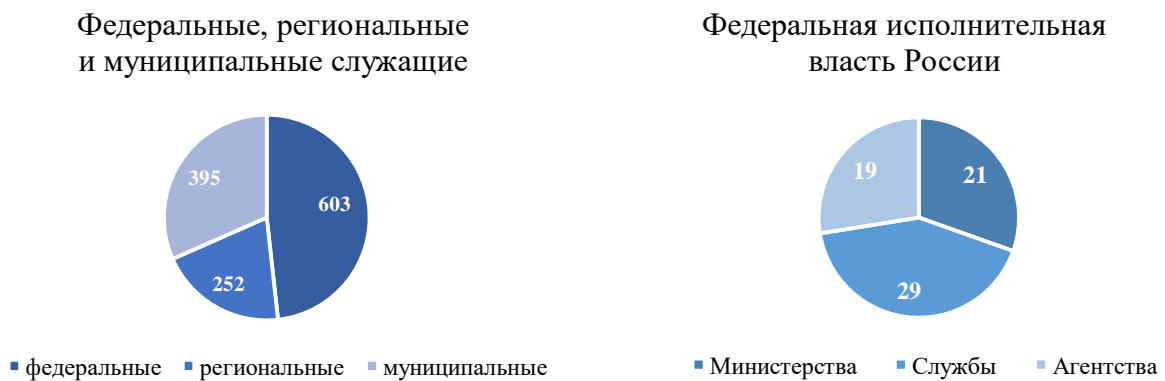 Федеральные, региональные
и муниципальные служащие
395
603
252
федеральные региональные муниципальные
Федеральная исполнительная
власть России
19
21
29
Министерства Службы Агентства